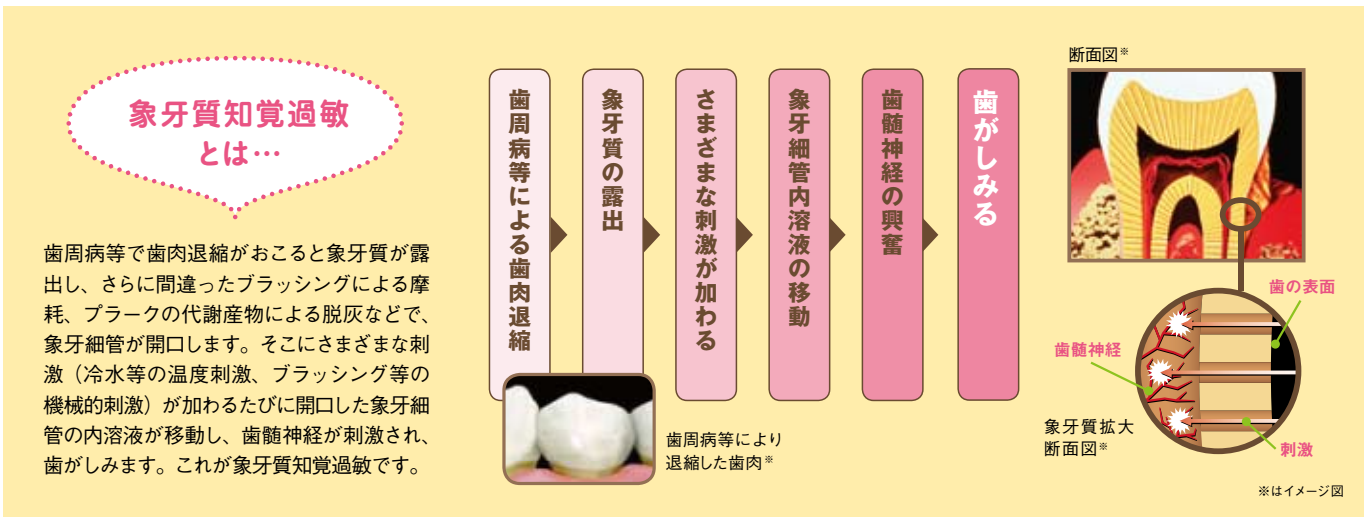 象牙質知覚過敏
とは…
歯周病等で歯肉退縮がおこると象牙質が露
出し、さらに間違ったブラッシングによる摩
耗、プラークの代謝産物による脱灰などで、
象牙細管が開口します。そこにさまざまな刺
激（冷水等の温度刺激、ブラッシング等の
機械的刺激）が加わるたびに開口した象牙細
管の内溶液が移動し、歯髄神経が刺激され、
歯がしみます。これが象牙質知覚過敏です。
歯周病等による歯肉退縮
象牙質の露出
さまざまな刺激が加わる
象牙細管内溶液の移動
歯髄神経の興奮
歯がしみる
歯周病等により
退縮した歯肉※
断面図※
歯の表面
歯髄神経
象牙質拡大
断面図※
刺激
※はイメージ図